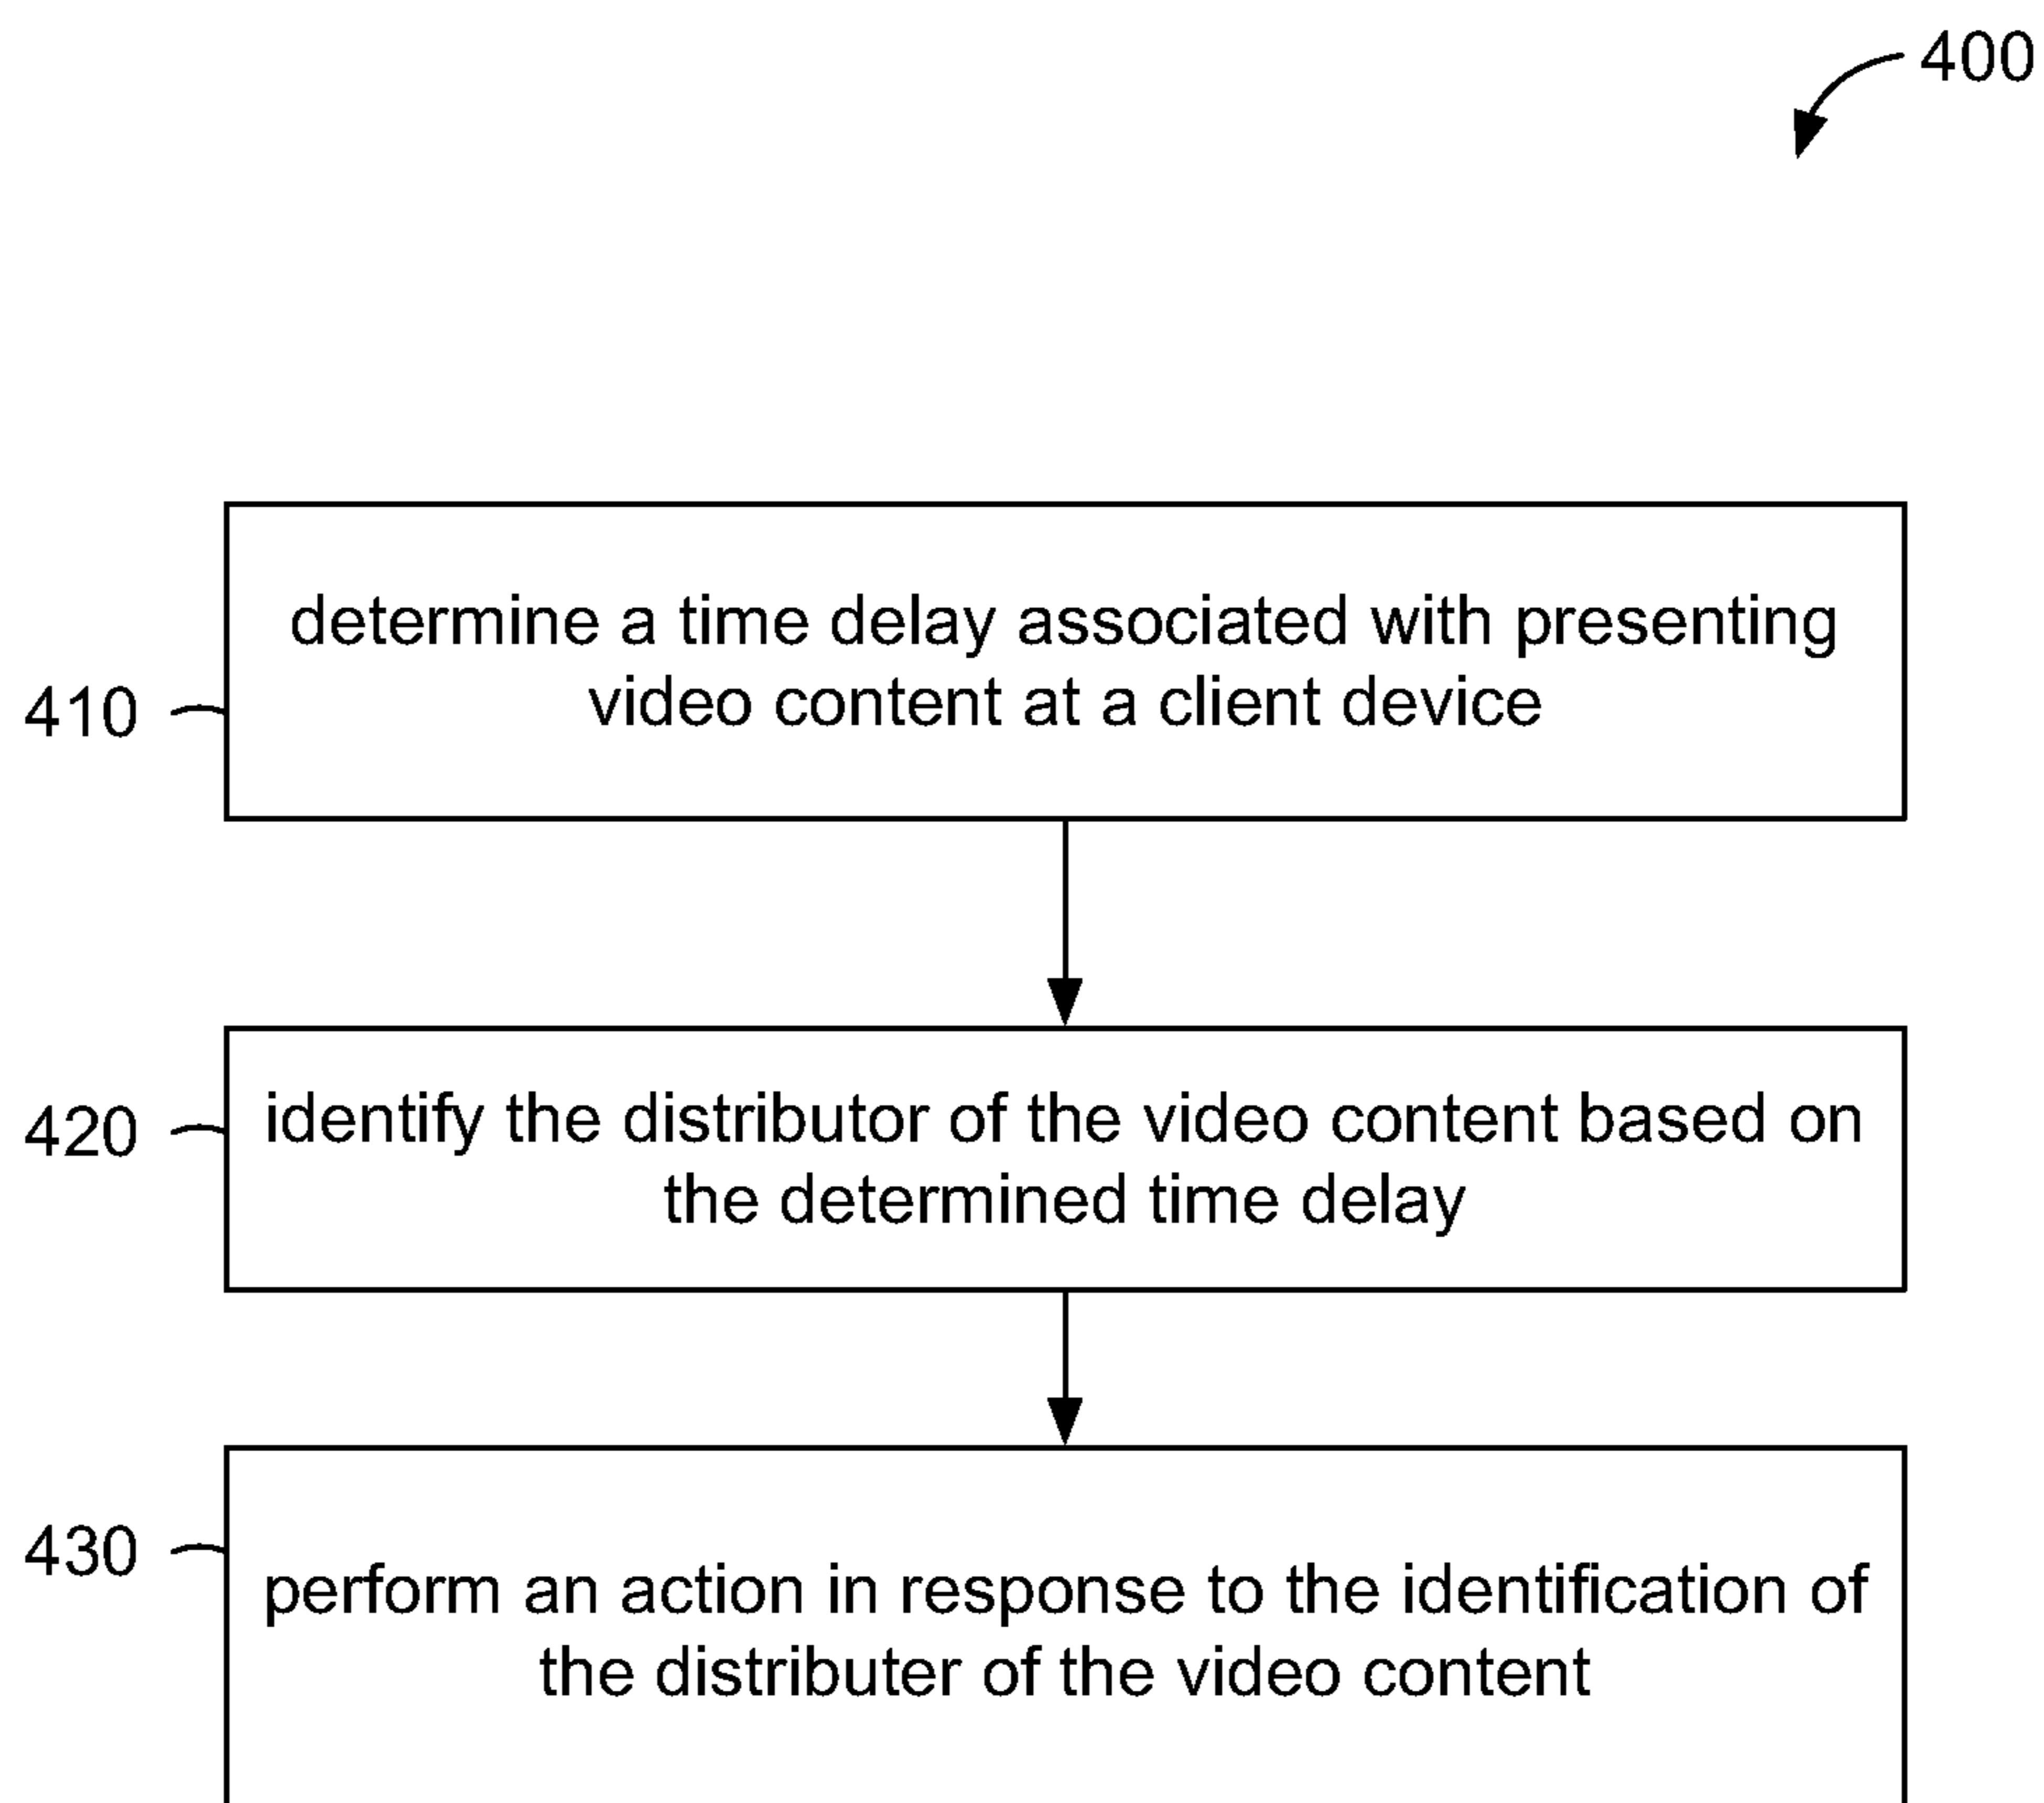 400
determine a time delay associated with presenting
video content at a client device
410
identify the distributor of the video content based on
the determined time delay
420
430
perform an action in response to the identification of
the distributer of the video content